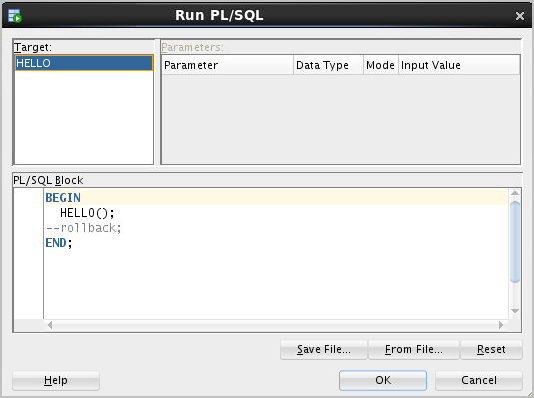 Run PL/SQL
Target:
HELLO
Parameters:
Parameter Data Type Mode Input Value
PL/SQL Block
BEGIN
HELLO();
--rollback;
END;
Save File... From File... Reset
Help OK Cancel